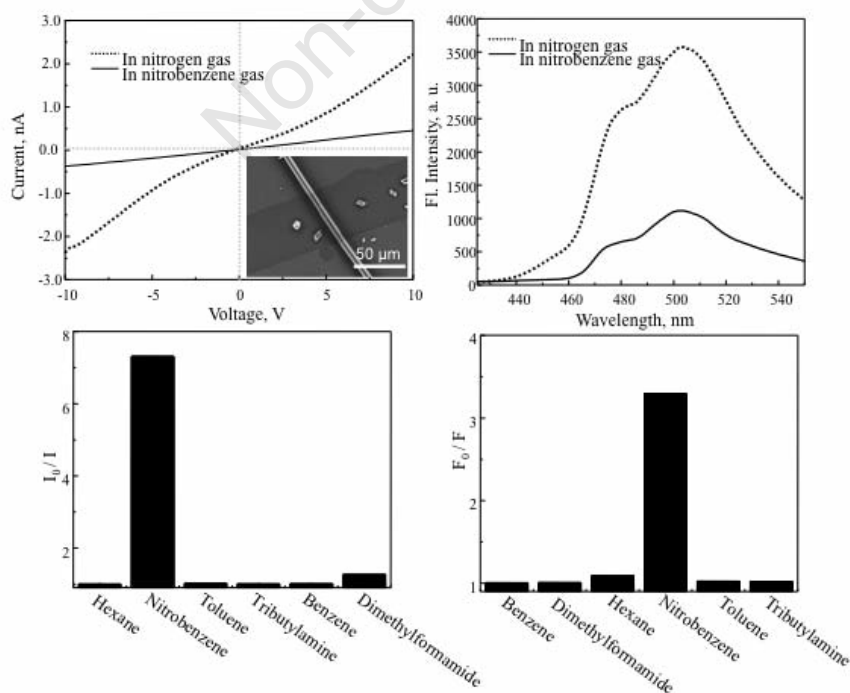 Non-
3.0
2.0
1.0
0.0
-1.0
-2.0
-3.0
Current, nA
In nitrogen gas
In nitrobenzene gas
50 µm
-10
-5
0
5
10
Voltage, V
4000
3500
3000
2500
2000
1500
1000
500
0
Fl. Intensity, a. u.
In nitrogen gas
In nitrobenzene gas
440
460
480
500
520
540
Wavelength, nm
8
6
4
2
I₀ / I
Hexane
Nitrobenzene
Toluene
Tributylamine
Benzene
Dimethylformamide
4
3
2
1
F₀ / F
Benzene
Dimethylformamide
Hexane
Nitrobenzene
Toluene
Tributylamine